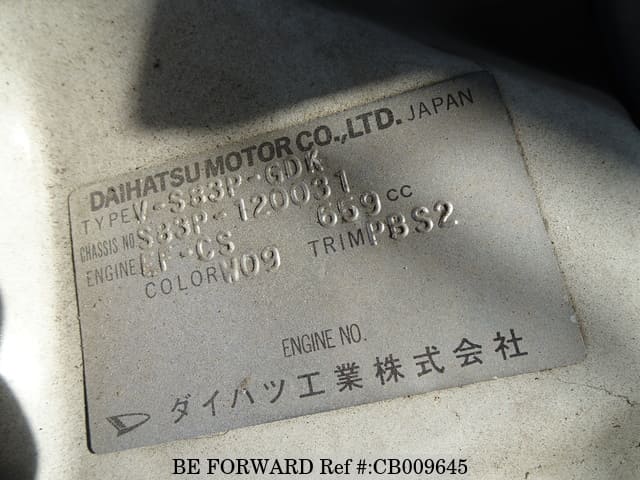 DAIHATSU MOTOR CO.,LTD. JAPAN
TYPE V-S83P-GDK
CHASSIS NO S83P-120031
ENGINE EF-CS 659 CC
COLOR W09 TRIM PBS2
ENGINE NO.
ダイハツ工業株式会社
BE FORWARD Ref #:CB009645